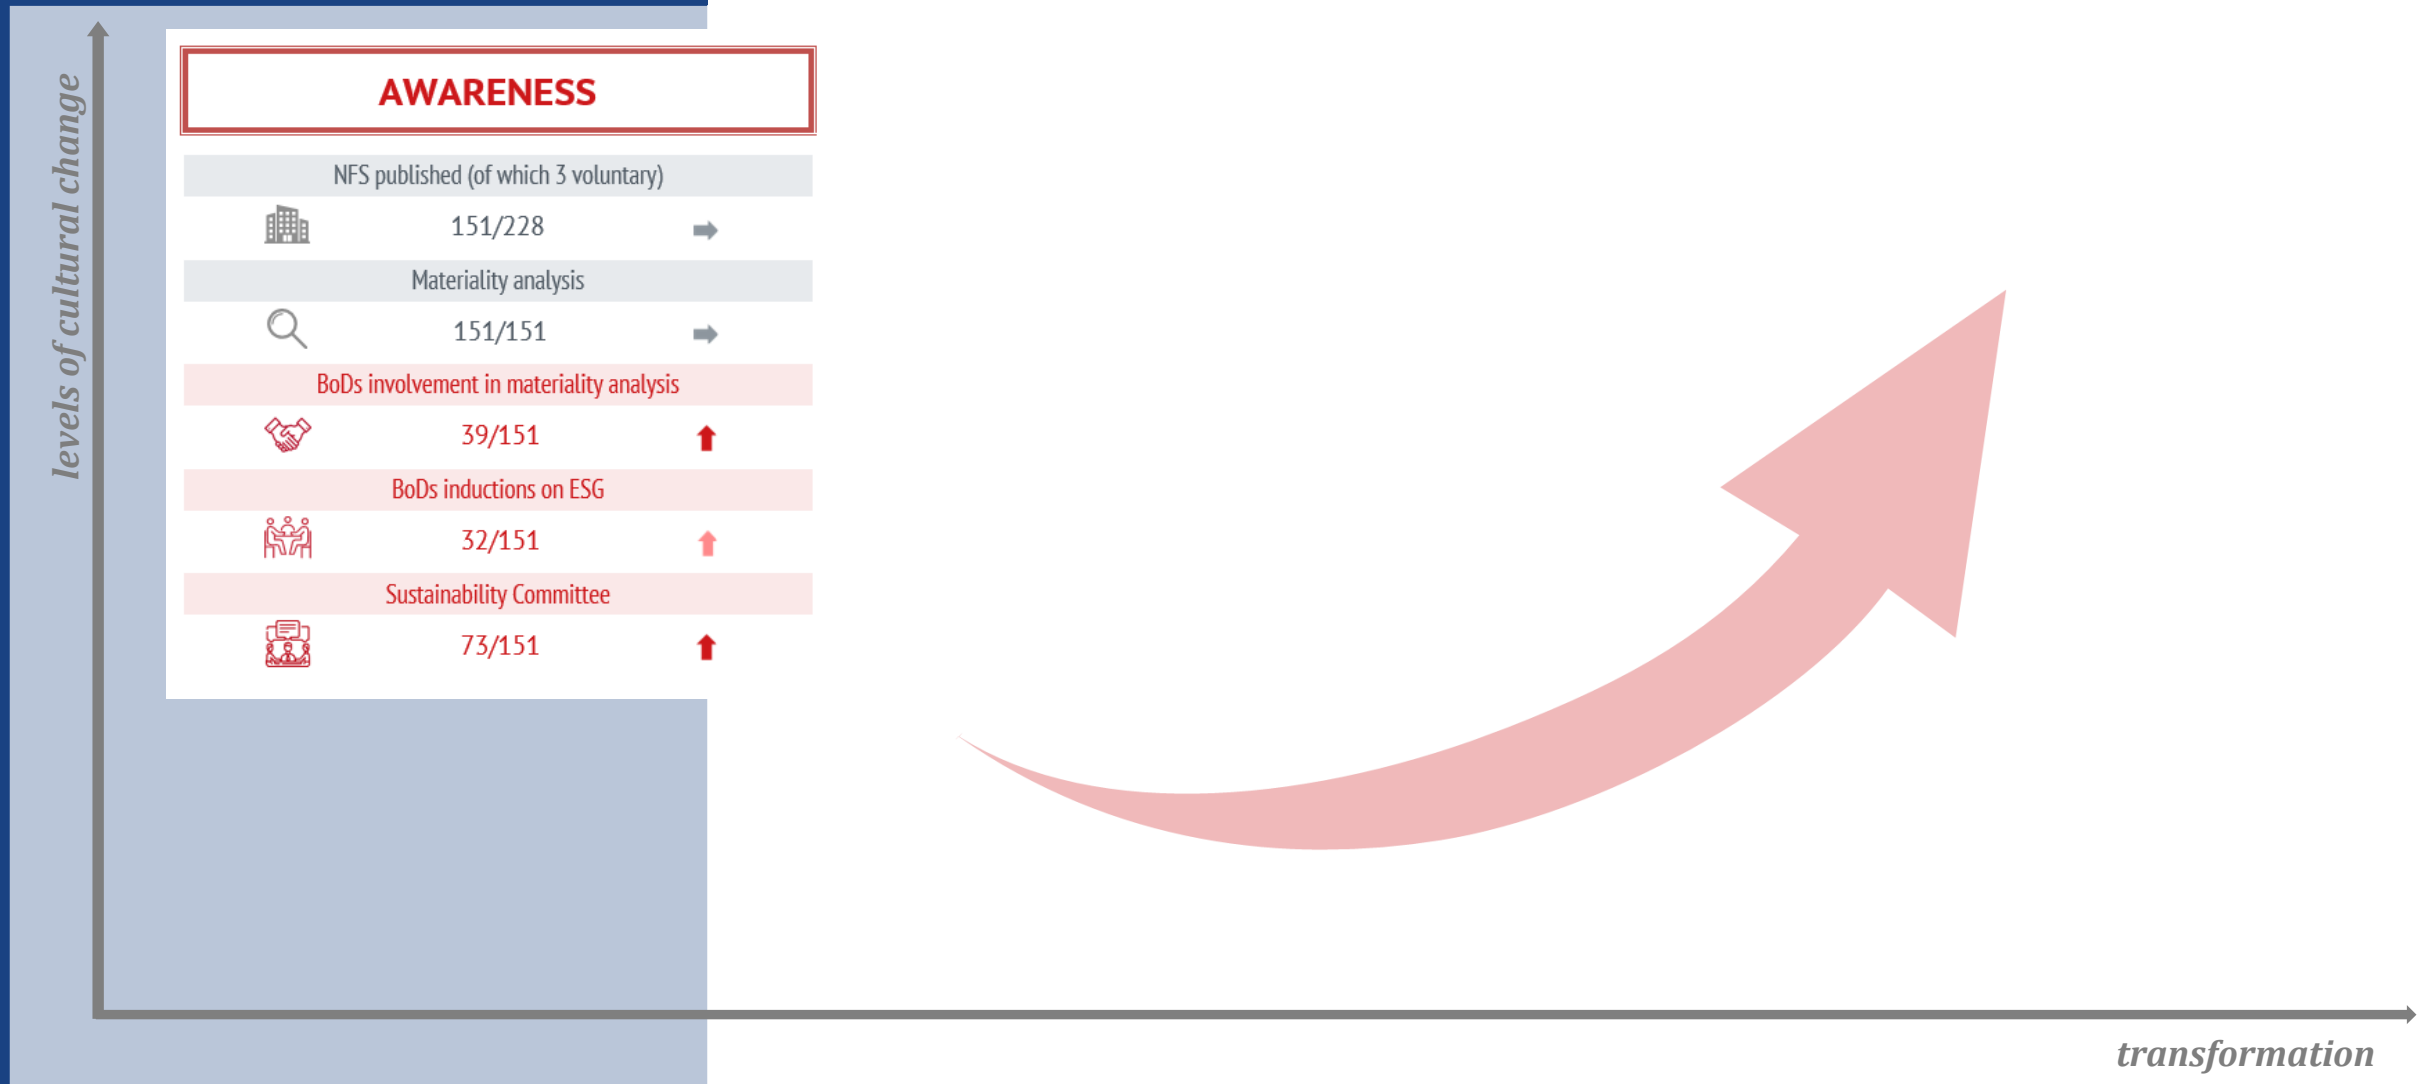 levels of cultural change
AWARENESS
NFS published (of which 3 voluntary)
151/228
Materiality analysis
151/151
BoDs involvement in materiality analysis
39/151
BoDs inductions on ESG
32/151
Sustainability Committee
73/151
transformation